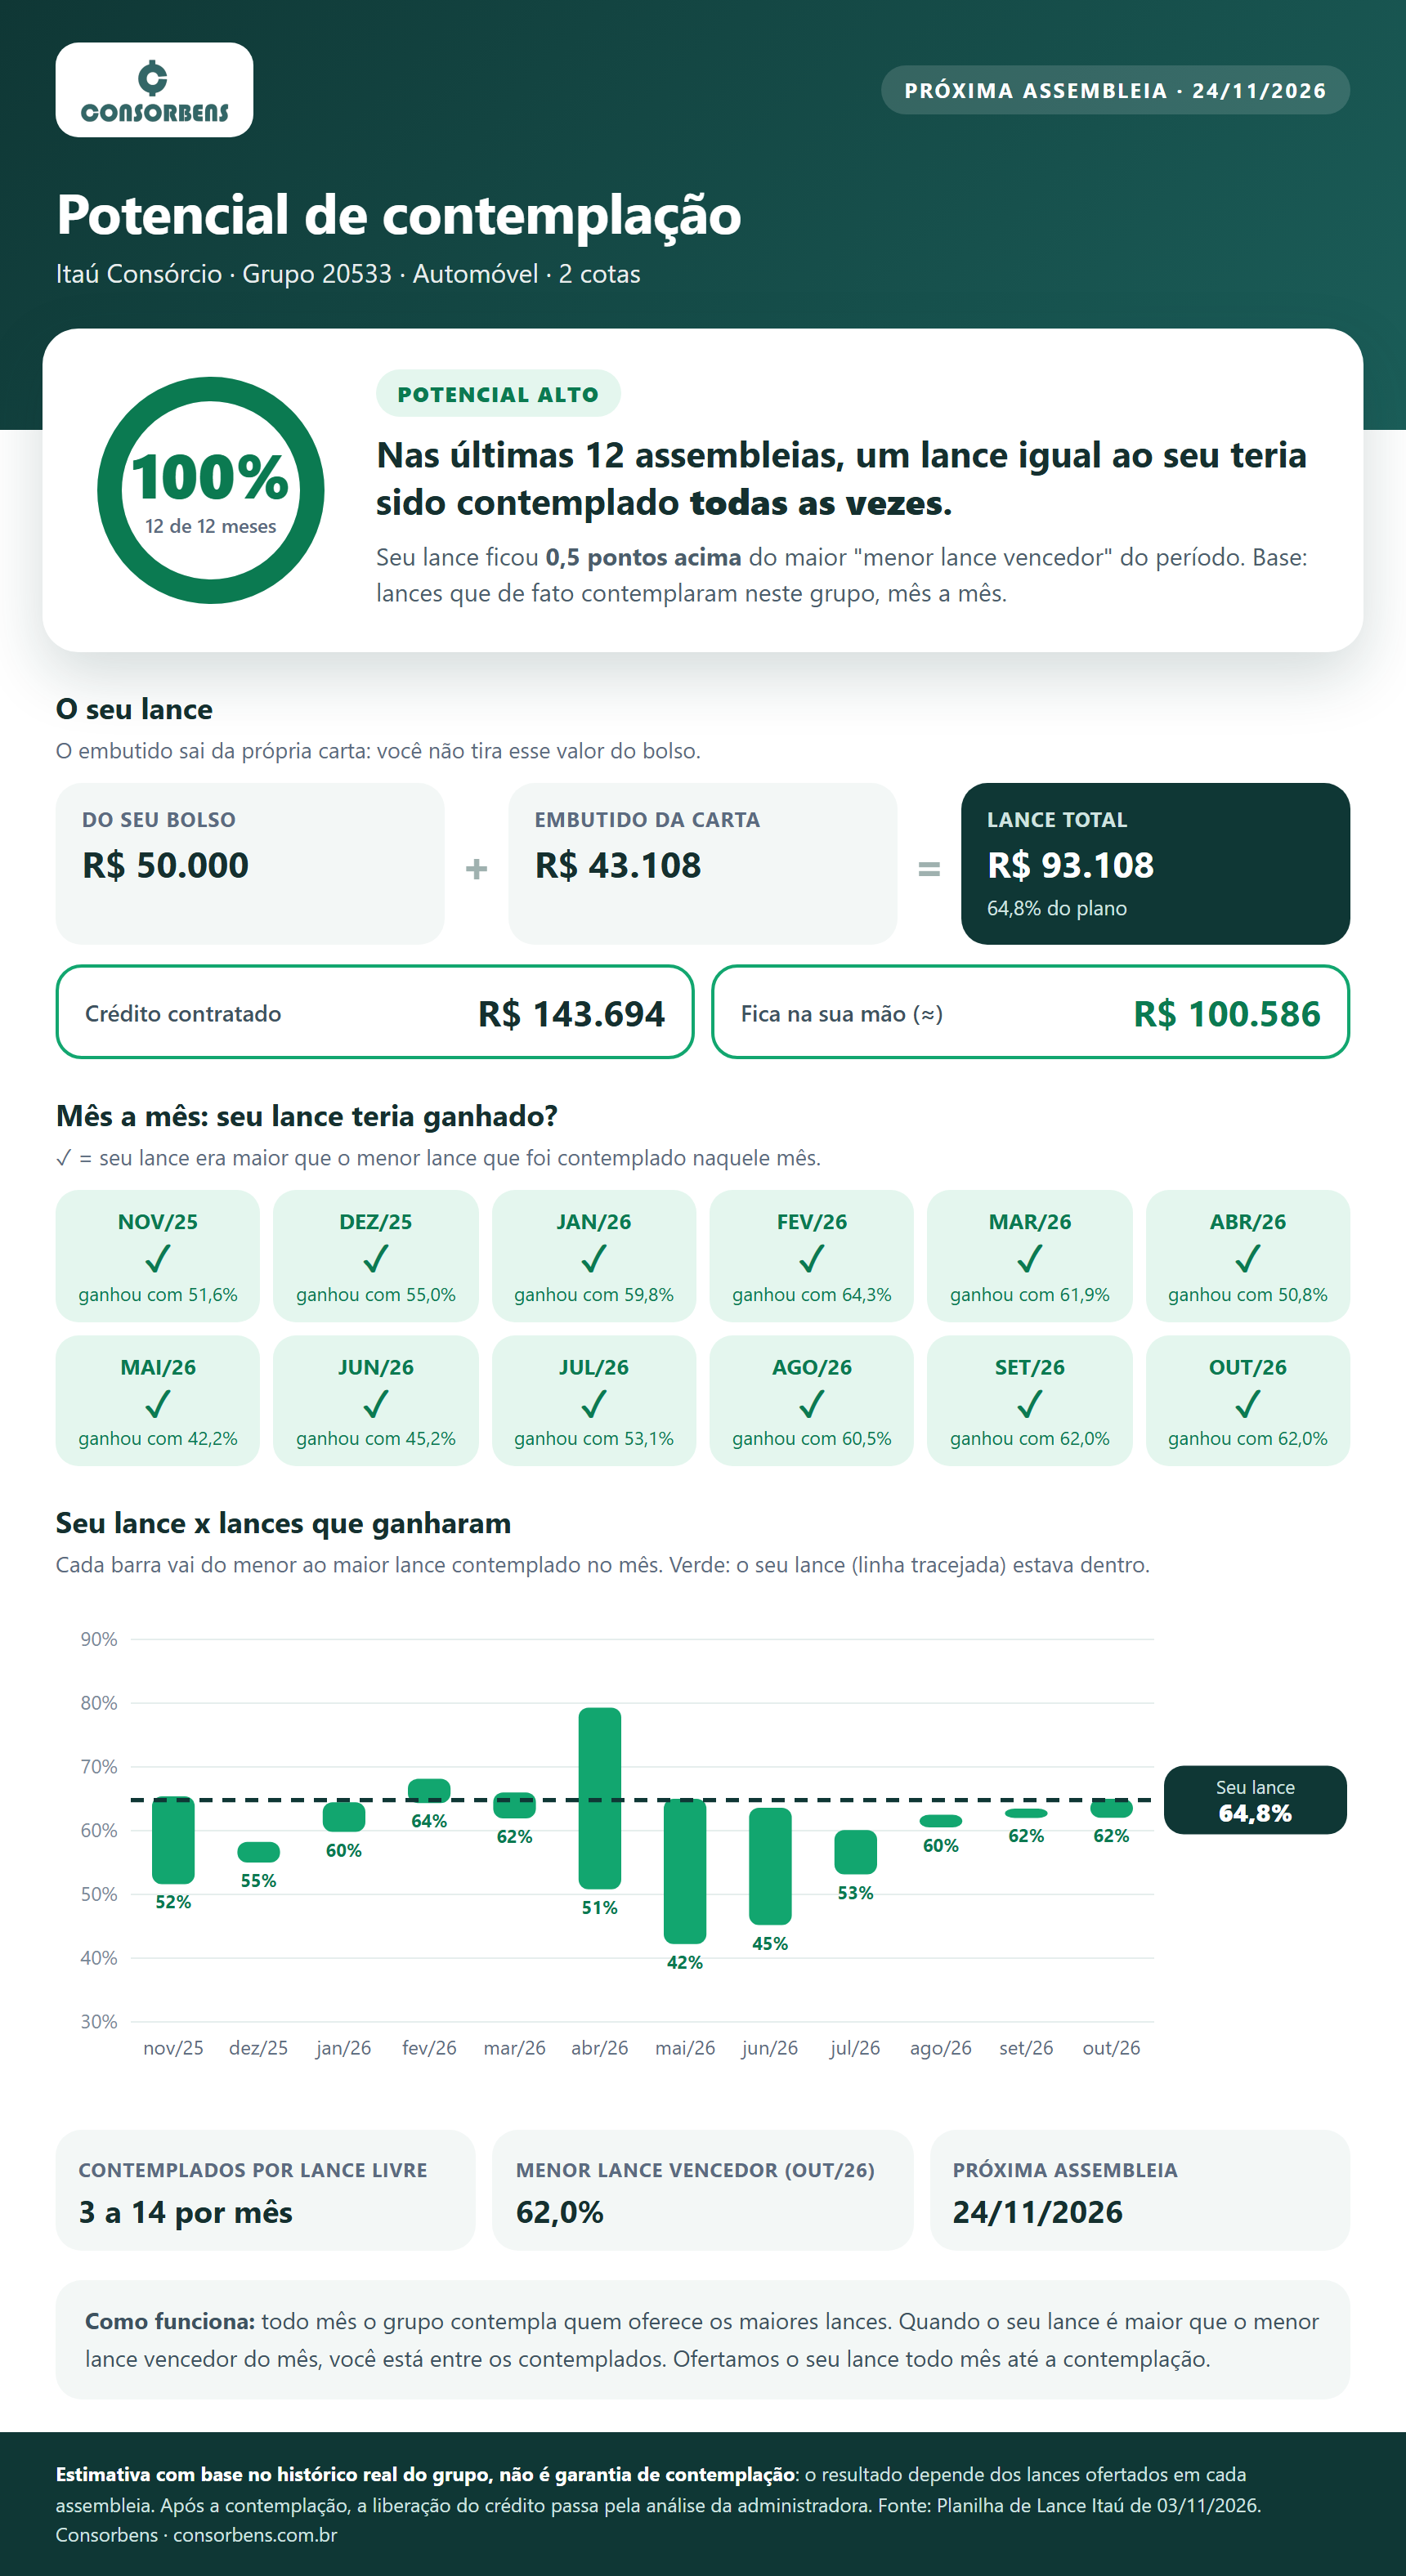 CONSORBENS
PRÓXIMA ASSEMBLEIA · 24/11/2026
Potencial de contemplação
Itaú Consórcio · Grupo 20533 · Automóvel · 2 cotas
100%
12 de 12 meses
POTENCIAL ALTO
Nas últimas 12 assembleias, um lance igual ao seu teria
sido contemplado todas as vezes.
Seu lance ficou 0,5 pontos acima do maior "menor lance vencedor" do período. Base:
lances que de fato contemplaram neste grupo, mês a mês.
O seu lance
O embutido sai da própria carta: você não tira esse valor do bolso.
DO SEU BOLSO
R$ 50.000
+
EMBUTIDO DA CARTA
R$ 43.108
=
LANCE TOTAL
R$ 93.108
64,8% do plano
Crédito contratado
R$ 143.694
Fica na sua mão (≈)
R$ 100.586
Mês a mês: seu lance teria ganhado?
✓ = seu lance era maior que o menor lance que foi contemplado naquele mês.
NOV/25
✓
ganhou com 51,6%
DEZ/25
✓
ganhou com 55,0%
JAN/26
✓
ganhou com 59,8%
FEV/26
✓
ganhou com 64,3%
MAR/26
✓
ganhou com 61,9%
ABR/26
✓
ganhou com 50,8%
MAI/26
✓
ganhou com 42,2%
JUN/26
✓
ganhou com 45,2%
JUL/26
✓
ganhou com 53,1%
AGO/26
✓
ganhou com 60,5%
SET/26
✓
ganhou com 62,0%
OUT/26
✓
ganhou com 62,0%
Seu lance x lances que ganharam
Cada barra vai do menor ao maior lance contemplado no mês. Verde: o seu lance (linha tracejada) estava dentro.
90%
80%
70%
60%
50%
40%
30%
52%
55%
60%
64%
62%
51%
42%
45%
53%
60%
62%
62%
Seu lance
64,8%
nov/25
dez/25
jan/26
fev/26
mar/26
abr/26
mai/26
jun/26
jul/26
ago/26
set/26
out/26
CONTEMPLADOS POR LANCE LIVRE
3 a 14 por mês
MENOR LANCE VENCEDOR (OUT/26)
62,0%
PRÓXIMA ASSEMBLEIA
24/11/2026
Como funciona: todo mês o grupo contempla quem oferece os maiores lances. Quando o seu lance é maior que o menor
lance vencedor do mês, você está entre os contemplados. Ofertamos o seu lance todo mês até a contemplação.
Estimativa com base no histórico real do grupo, não é garantia de contemplação: o resultado depende dos lances ofertados em cada
assembleia. Após a contemplação, a liberação do crédito passa pela análise da administradora. Fonte: Planilha de Lance Itaú de 03/11/2026.
Consorbens · consorbens.com.br